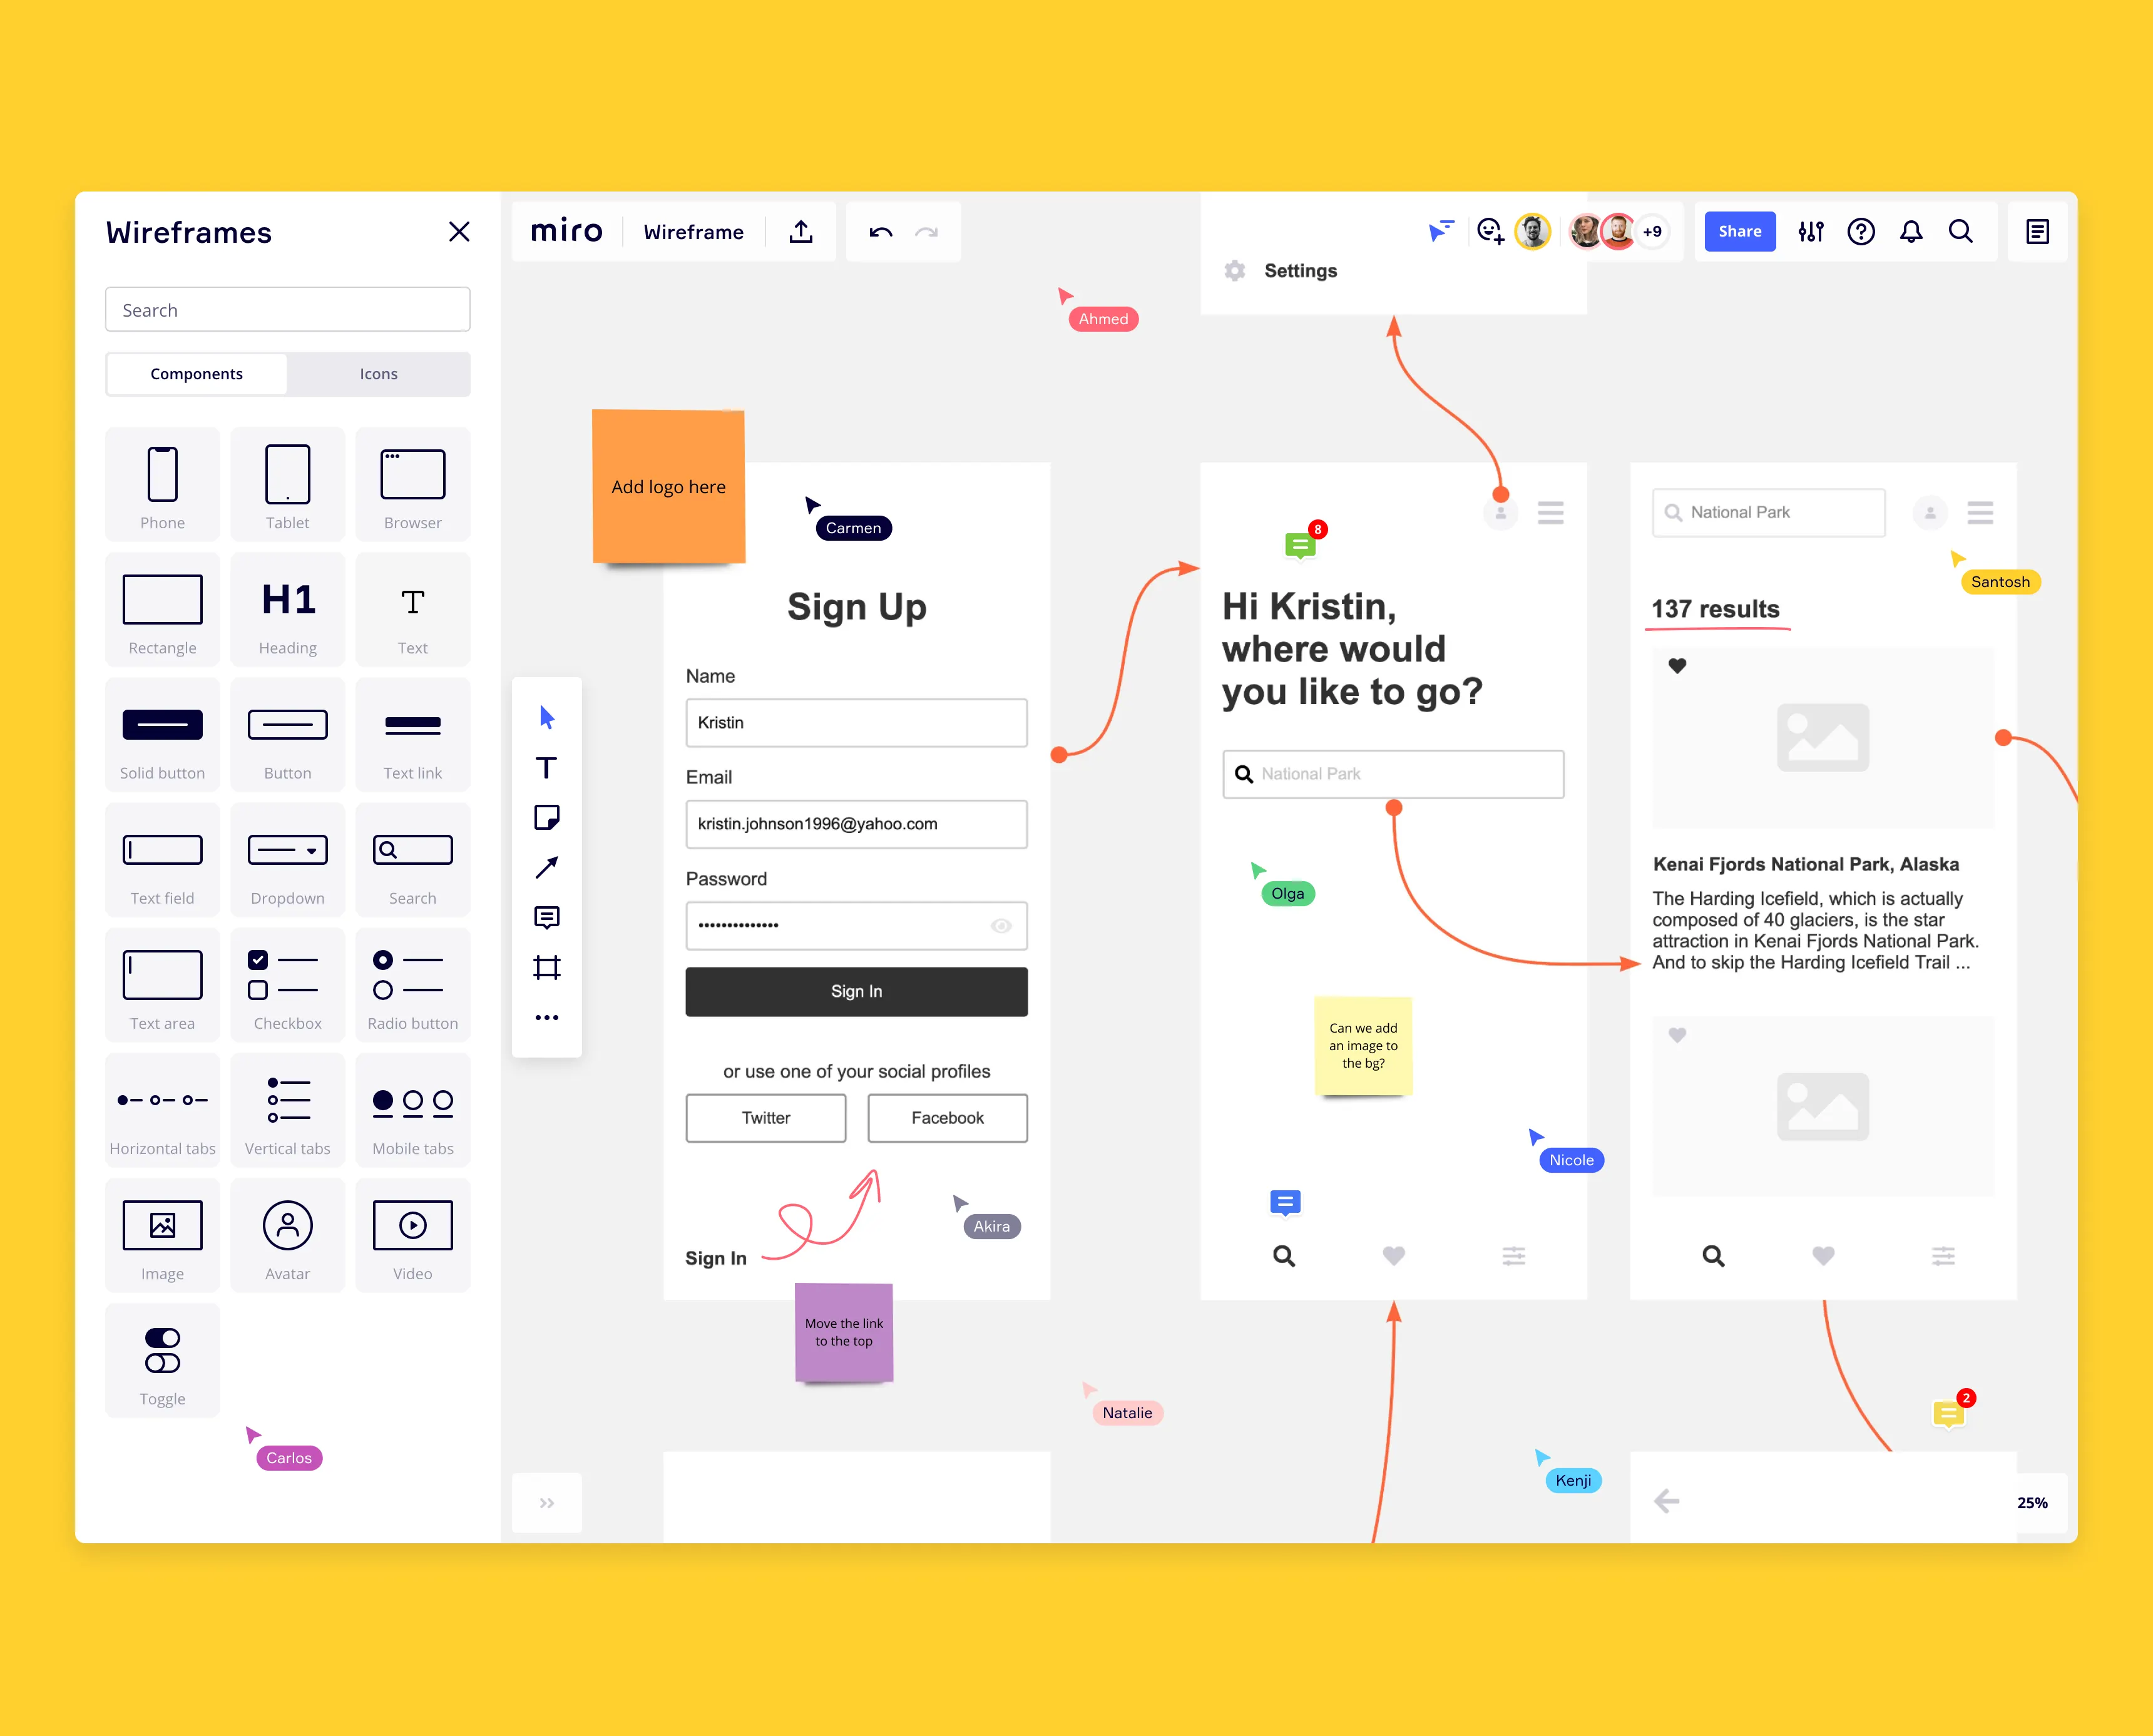 Wireframes
Search
Components
Icons
Phone
Tablet
Browser
Rectangle
H1
Heading
T
Text
Solid button
Button
Text link
Text field
Dropdown
Search
Text area
Checkbox
Radio button
Horizontal tabs
Vertical tabs
Mobile tabs
Image
Avatar
Video
Toggle
Carlos
miro
Wireframe
+9
Share
Settings
Ahmed
Add logo here
Carmen
Sign Up
Name
Kristin
Email
kristin.johnson1996@yahoo.com
Password
••••••••••••••
Sign In
or use one of your social profiles
Twitter
Facebook
Akira
Sign In
Move the link
to the top
Natalie
T
8
Hi Kristin,
where would
you like to go?
National Park
Olga
Can we add
an image to
the bg?
Nicole
Kenji
National Park
Santosh
137 results
Kenai Fjords National Park, Alaska
The Harding Icefield, which is actually
composed of 40 glaciers, is the star
attraction in Kenai Fjords National Park.
And to skip the Harding Icefield Trail ...
2
25%